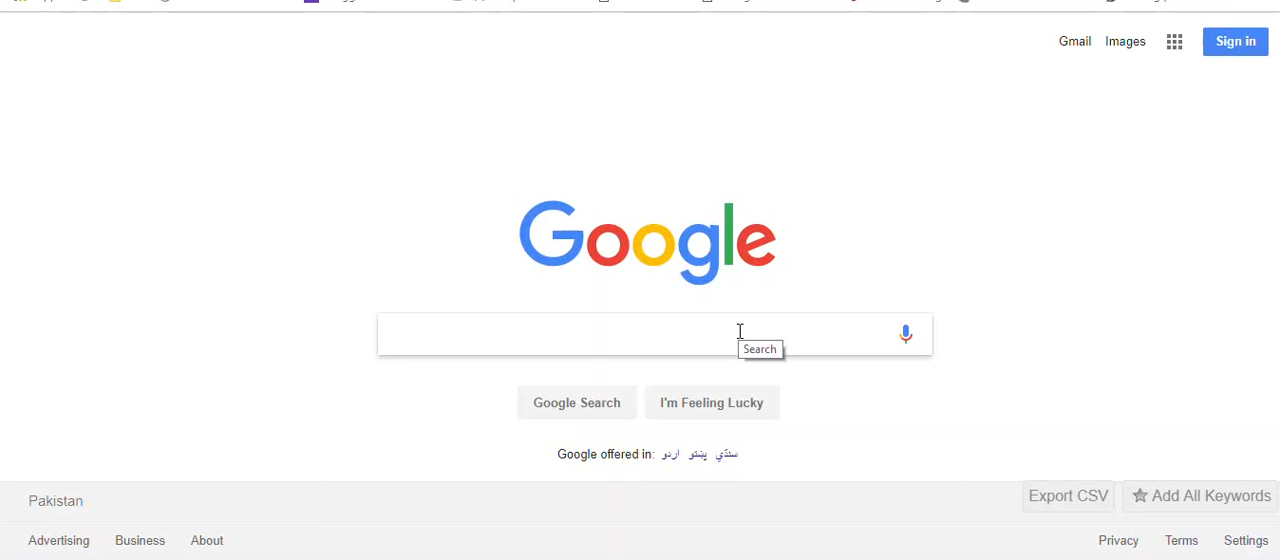 Gmail Images Sign in
Google
Search
Google Search I'm Feeling Lucky
Google offered in: اردو پښتو سنڌي
Pakistan Export CSV Add All Keywords
Advertising Business About Privacy Terms Settings